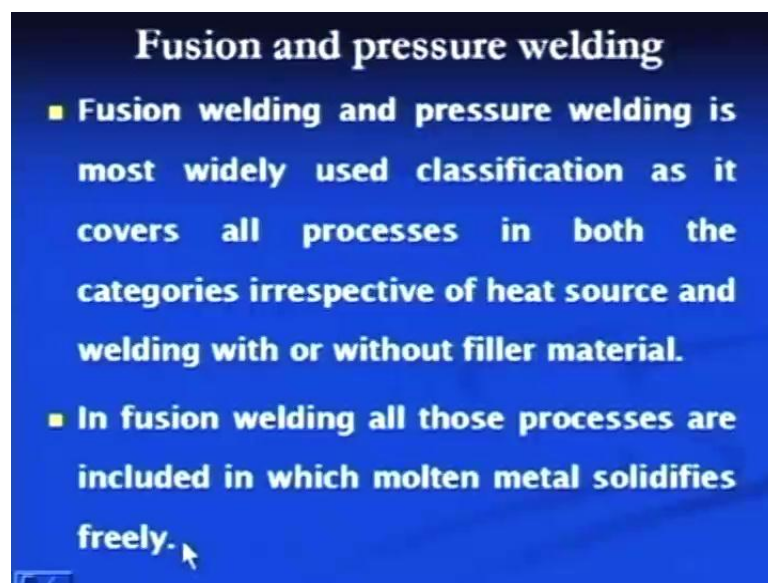 Fusion and pressure welding
Fusion welding and pressure welding is
most widely used classification as it
covers all processes in both the
categories irrespective of heat source and
welding with or without filler material.
In fusion welding all those processes are
included in which molten metal solidifies
freely.